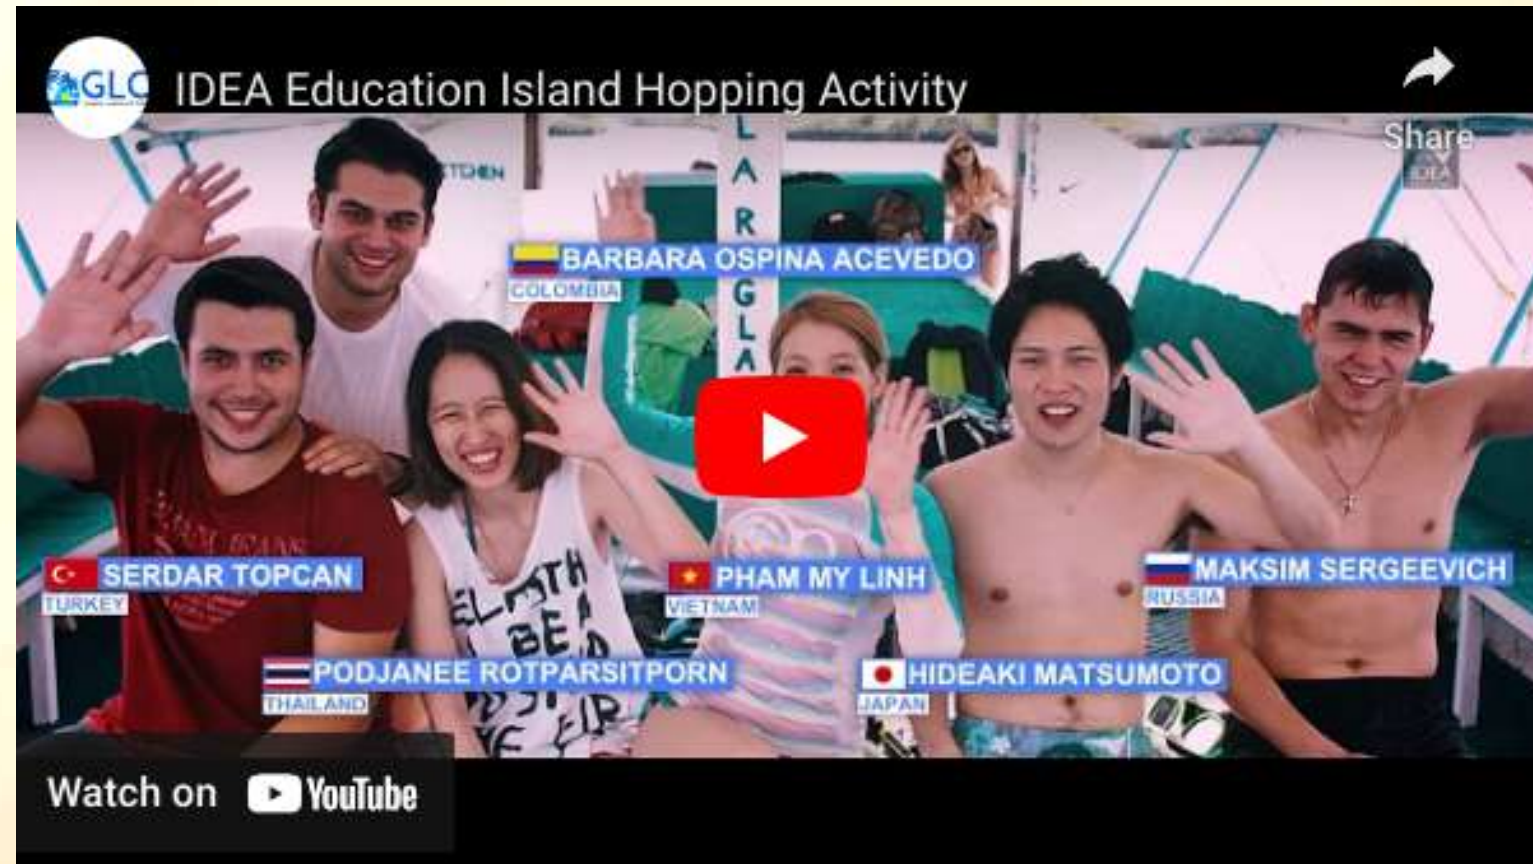 GLC
IDEA Education Island Hopping Activity
Share
IDEA
L
A
R
G
L
A
BARBARA OSPINA ACEVEDO
COLOMBIA
SERDAR TOPCAN
TURKEY
PHAM MY LINH
VIETNAM
MAKSIM SERGEEVICH
RUSSIA
PODJANEE ROTPARSITPORN
THAILAND
HIDEAKI MATSUMOTO
JAPAN
Watch on YouTube